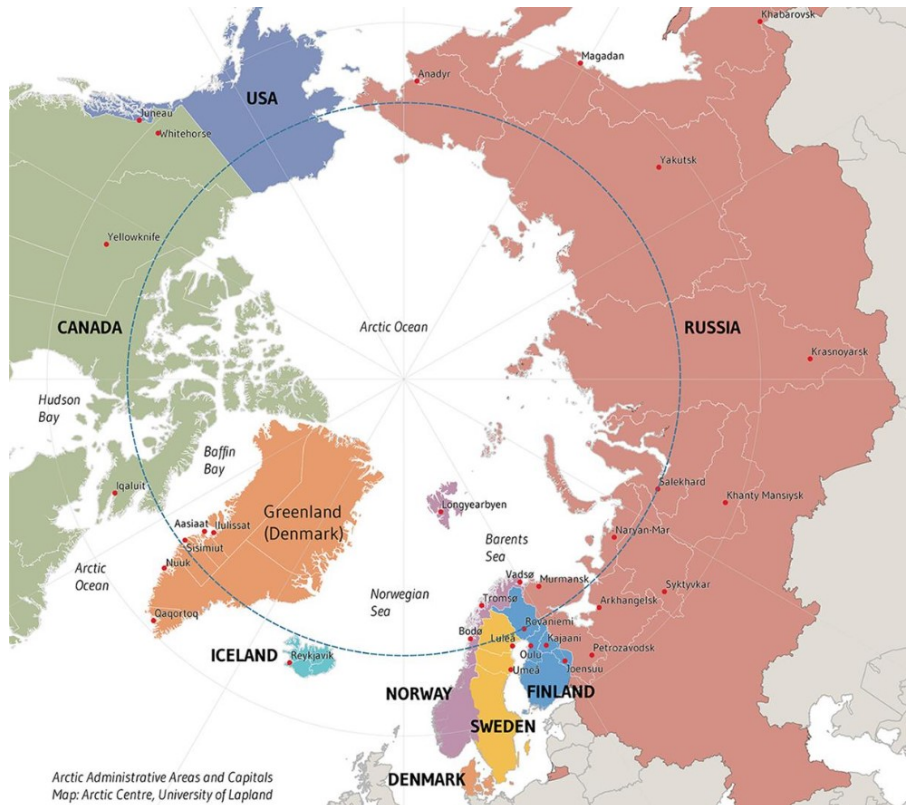 Khabarovsk
Magadan
Anadyr
USA
Juneau
Whitehorse
Yakutsk
Yellowknife
CANADA
Arctic Ocean
RUSSIA
Krasnoyarsk
Hudson
Bay
Baffin
Bay
Iqaluit
Salekhard
Khanty Mansiysk
Longyearbyen
Greenland
(Denmark)
Aasiaat
Ilulissat
Sisimiut
Naryan-Mar
Barents
Sea
Nuuk
Arctic
Ocean
Vadsø
Murmansk
Syktyvkar
Norwegian
Sea
Tromsø
Arkhangelsk
Qaqortoq
Rovaniemi
Bodø
Luleå
Kajaani
Oulu
ICELAND
Reykjavik
Petrozavodsk
Joensuu
Umeå
NORWAY
FINLAND
SWEDEN
DENMARK
Arctic Administrative Areas and Capitols
Map: Arctic Centre, University of Lapland